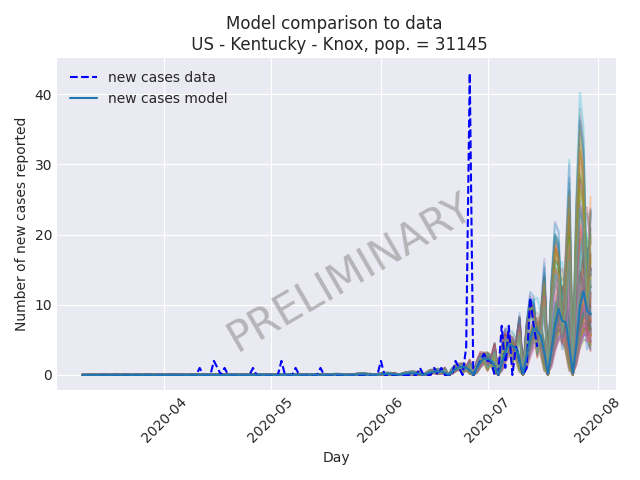 Model comparison to data
US - Kentucky - Knox, pop. = 31145
new cases data
new cases model
Number of new cases reported
40
30
20
10
0
PRELIMINARY
2020-04
2020-05
2020-06
2020-07
2020-08
Day